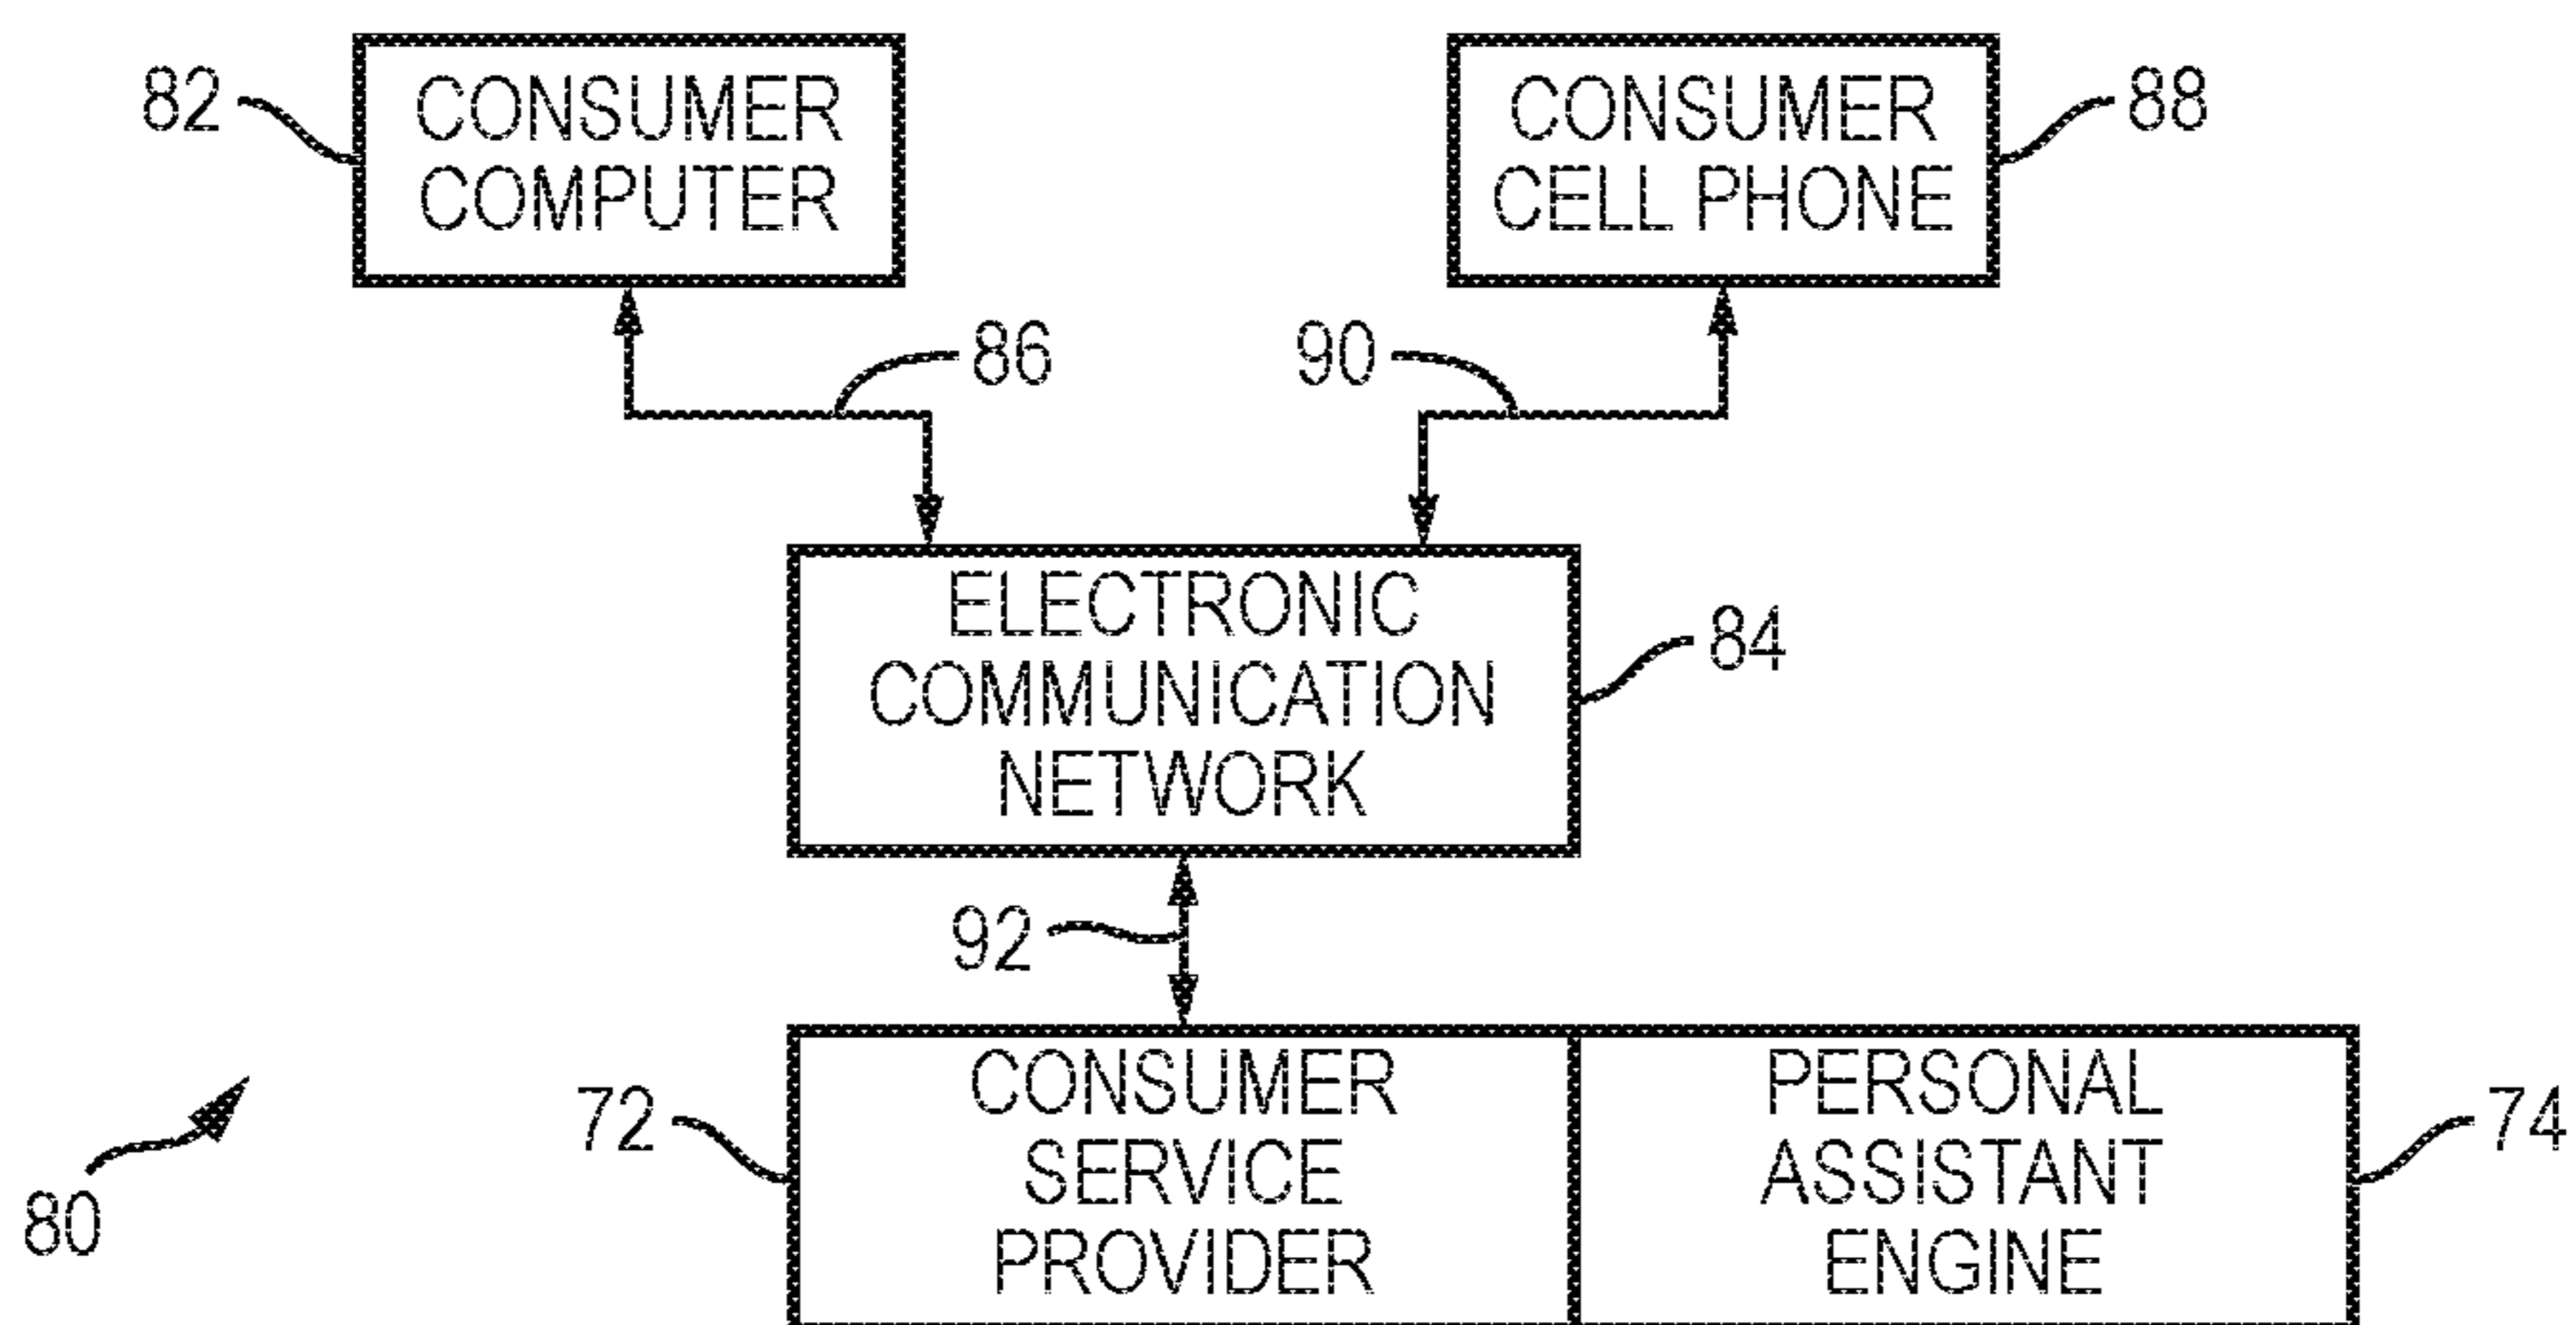 82
CONSUMER
COMPUTER
CONSUMER
CELL PHONE
88
86
90
ELECTRONIC
COMMUNICATION
NETWORK
84
92
72
CONSUMER
SERVICE
PROVIDER
PERSONAL
ASSISTANT
ENGINE
74
80